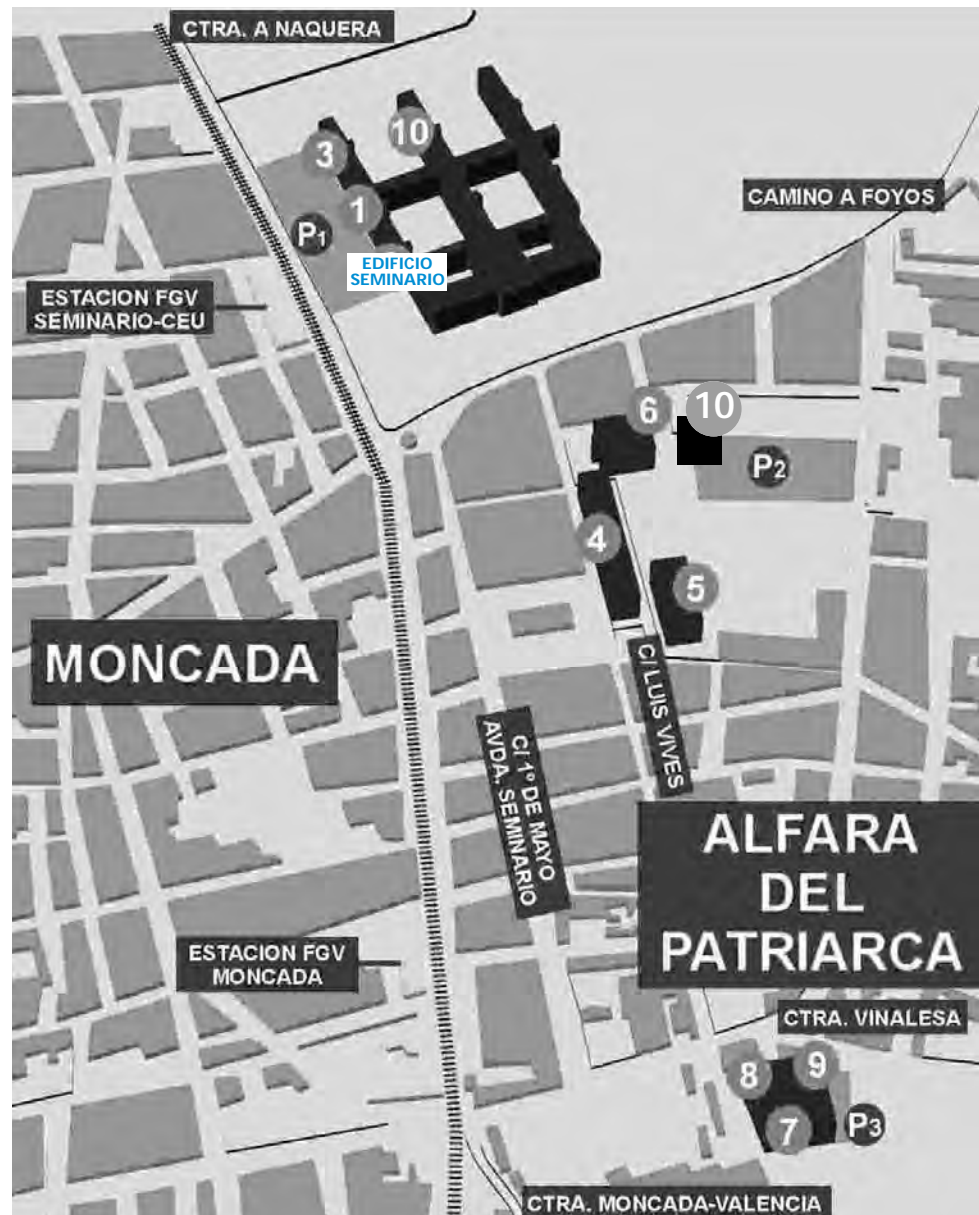 CTRA. A NAQUERA
10
3
CAMINO A FOYOS
1
P1
EDIFICIO
SEMINARIO
ESTACION FGV
SEMINARIO-CEU
6
10
P2
4
5
MONCADA
C/ LUIS VIVES
C/ 1º DE MAYO
AVDA. SEMINARIO
ALFARA
DEL
PATRIARCA
ESTACION FGV
MONCADA
CTRA. VINALESA
8
9
7
P3
CTRA. MONCADA-VALENCIA